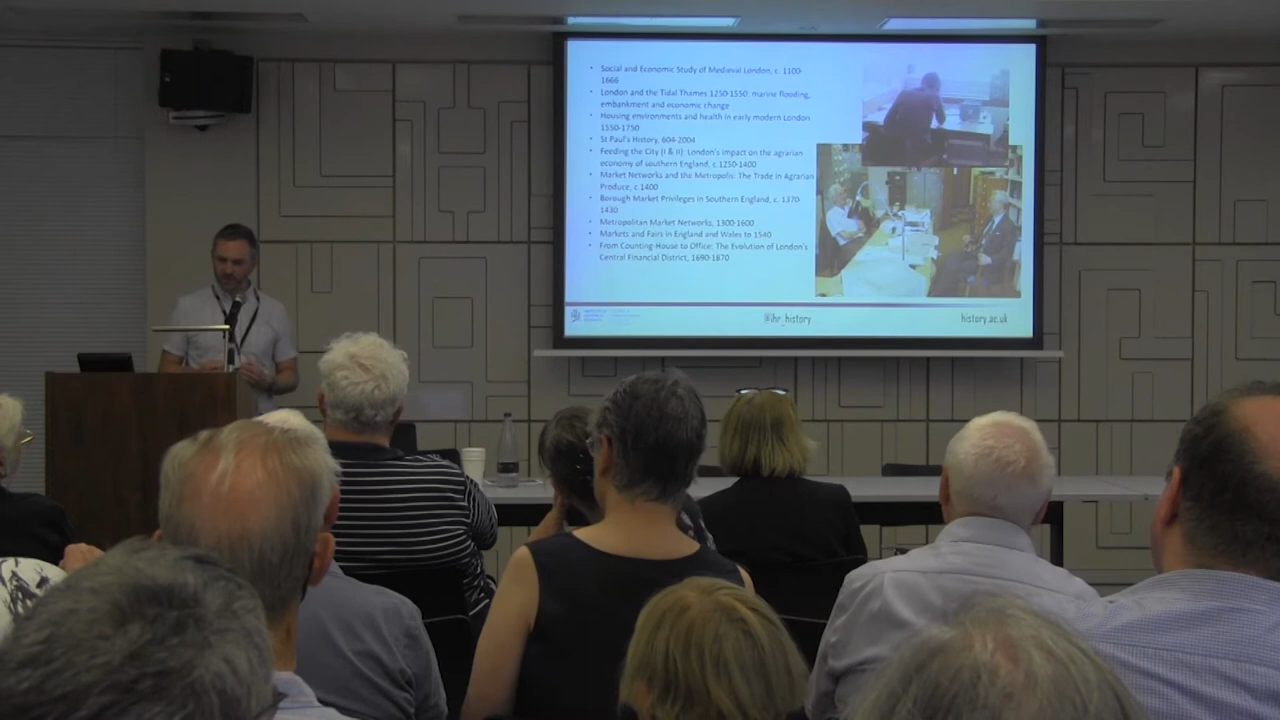 • Social and Economic Study of Medieval London, c. 1100-
1666
• London and the Tidal Thames 1250-1550: marine flooding,
embankment and economic change
• Housing environments and health in early modern London
1550-1750
• St Paul's History, 604-2004
• Feeding the City (I & II): London's impact on the agrarian
economy of southern England, c.1250-1400
• Market Networks and the Metropolis: The Trade in Agrarian
Produce, c.1400
• Borough Market Privileges in Southern England, c. 1370-
1430
• Metropolitan Market Networks, 1300-1600
• Markets and Fairs in England and Wales to 1540
• From Counting-House to Office: The Evolution of London's
Central Financial District, 1690-1870
@ihr_history
history.ac.uk